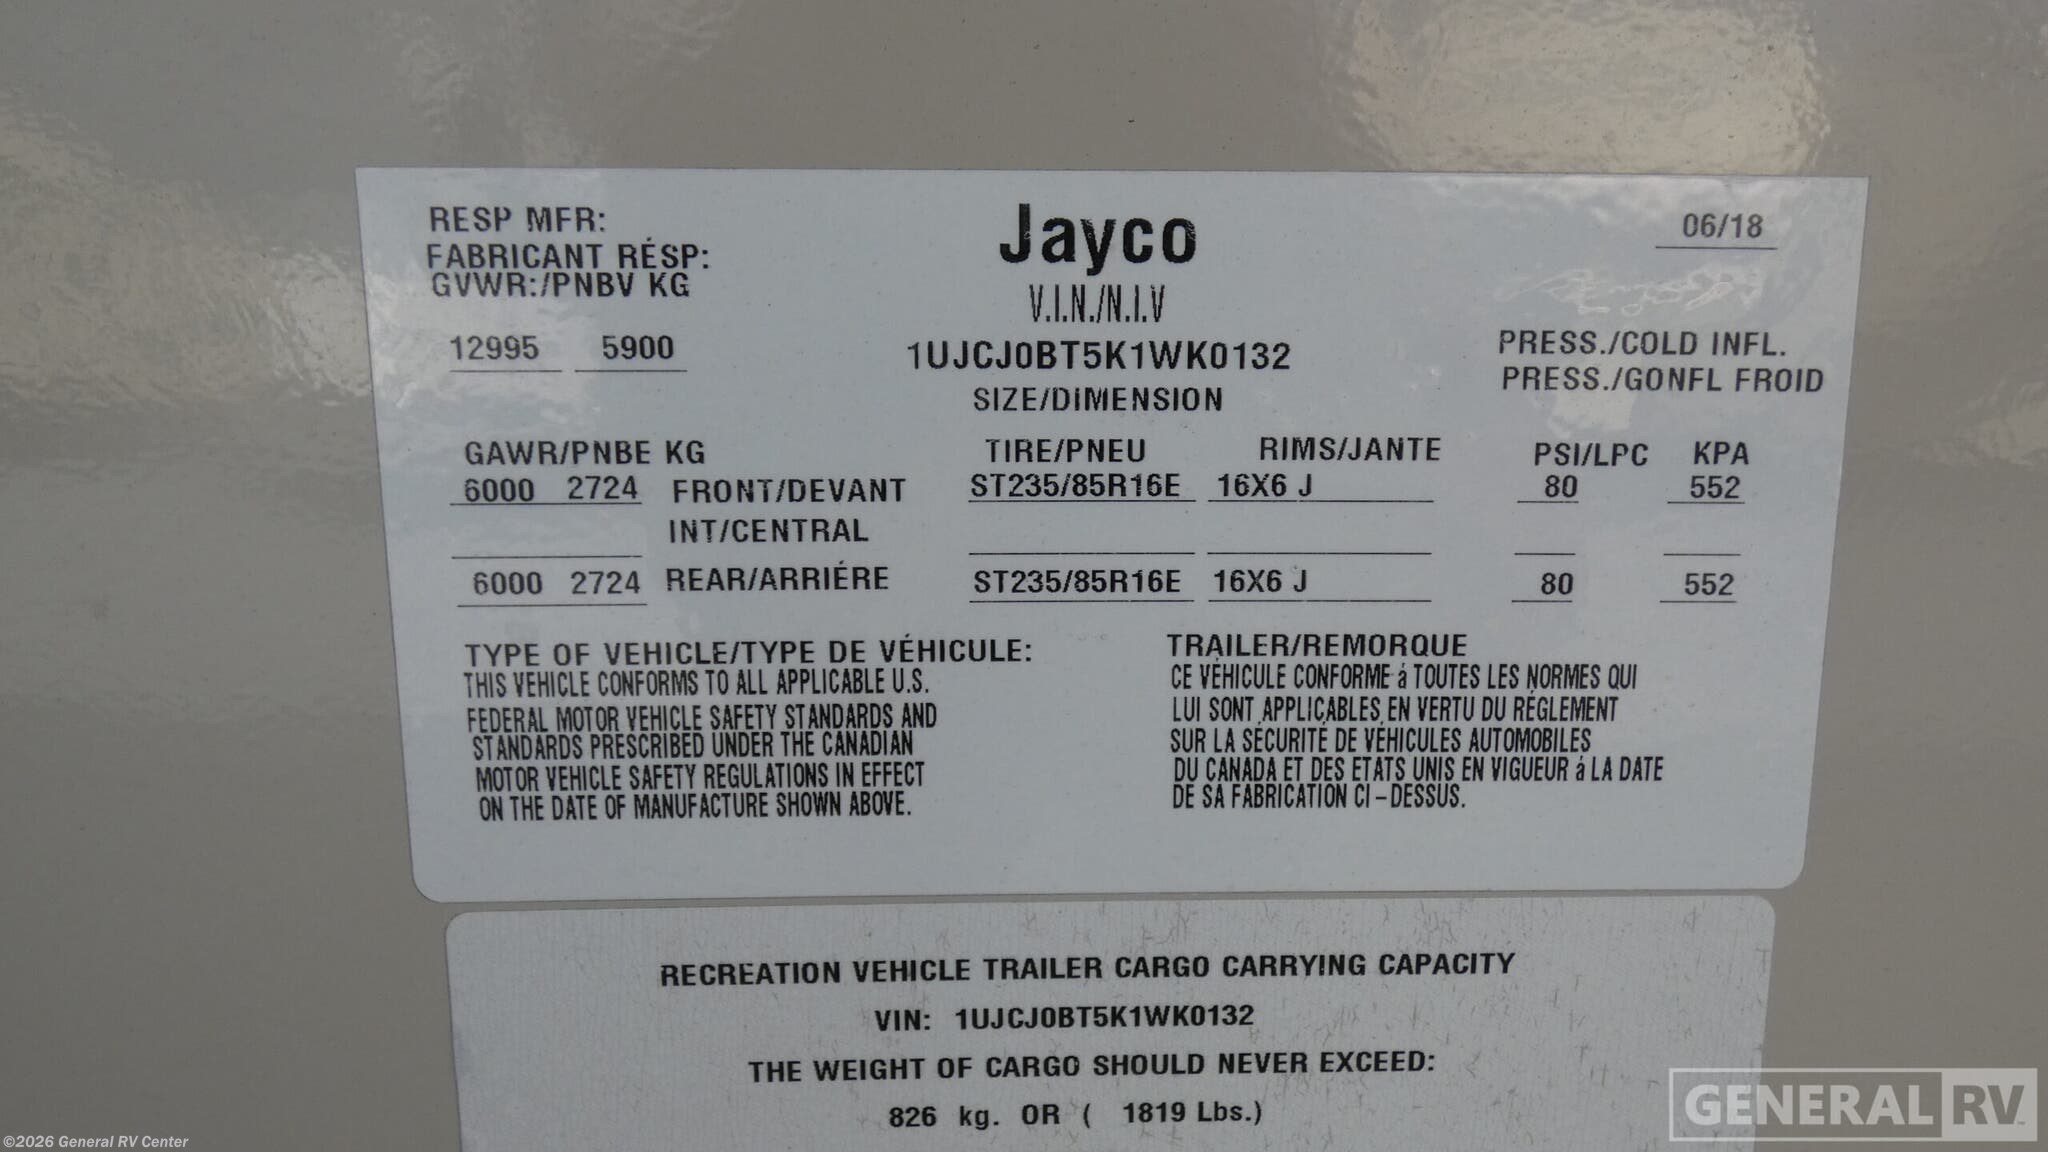 RESP MFR:
FABRICANT RÉSP:
GVWR:/PNBV KG
Jayco
06/18
V.I.N./N.I.V
12995 5900
1UJCJ0BT5K1WK0132
PRESS./COLD INFL.
PRESS./GONFL FROID
SIZE/DIMENSION
GAWR/PNBE KG TIRE/PNEU RIMS/JANTE PSI/LPC KPA
6000 2724 FRONT/DEVANT ST235/85R16E 16X6 J 80 552
INT/CENTRAL
6000 2724 REAR/ARRIÉRE ST235/85R16E 16X6 J 80 552
TYPE OF VEHICLE/TYPE DE VÉHICULE:
THIS VEHICLE CONFORMS TO ALL APPLICABLE U.S.
FEDERAL MOTOR VEHICLE SAFETY STANDARDS AND
STANDARDS PRESCRIBED UNDER THE CANADIAN
MOTOR VEHICLE SAFETY REGULATIONS IN EFFECT
ON THE DATE OF MANUFACTURE SHOWN ABOVE.
TRAILER/REMORQUE
CE VÉHICULE CONFORME á TOUTES LES NORMES QUI
LUI SONT APPLICABLES EN VERTU DU RÉGLEMENT
SUR LA SÉCURITÉ DE VÉHICULES AUTOMOBILES
DU CANADA ET DES ETATS UNIS EN VIGUEUR á LA DATE
DE SA FABRICATION CI-DESSUS.
RECREATION VEHICLE TRAILER CARGO CARRYING CAPACITY
VIN: 1UJCJ0BT5K1WK0132
THE WEIGHT OF CARGO SHOULD NEVER EXCEED:
826 kg. OR ( 1819 Lbs.)
GENERAL RV
©2026 General RV Center